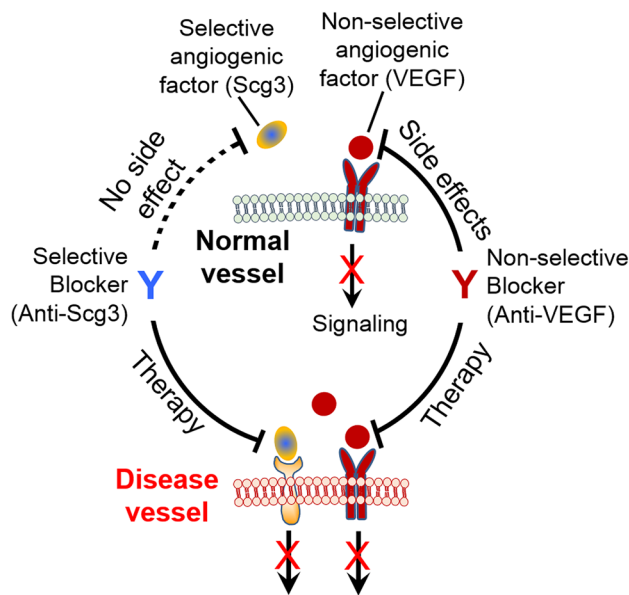 Selective
angiogenic
factor (Scg3)
Non-selective
angiogenic
factor (VEGF)
No side
effect
Side effects
Normal
vessel
Selective
Blocker
(Anti-Scg3)
Y
Y
Non-selective
Blocker
(Anti-VEGF)
X
Signaling
Therapy
Therapy
Disease
vessel
X
X